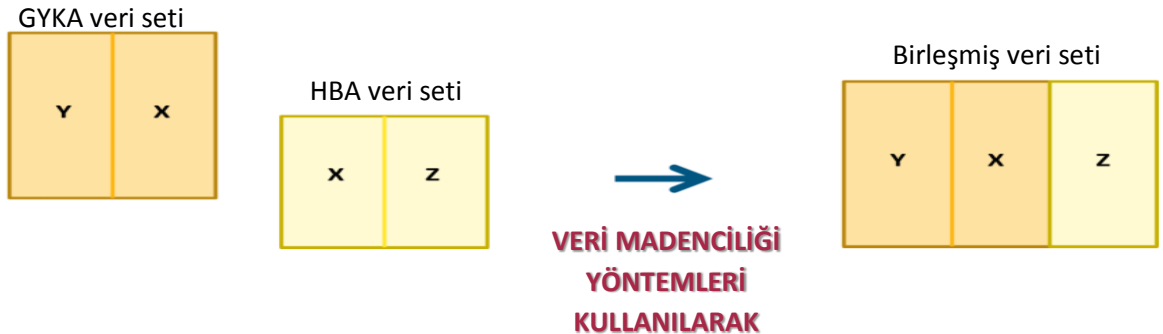 GYKA veri seti
Y X
HBA veri seti
X Z
VERİ MADENCİLİĞİ
YÖNTEMLERİ
KULLANILARAK
Birleşmiş veri seti
Y X Z